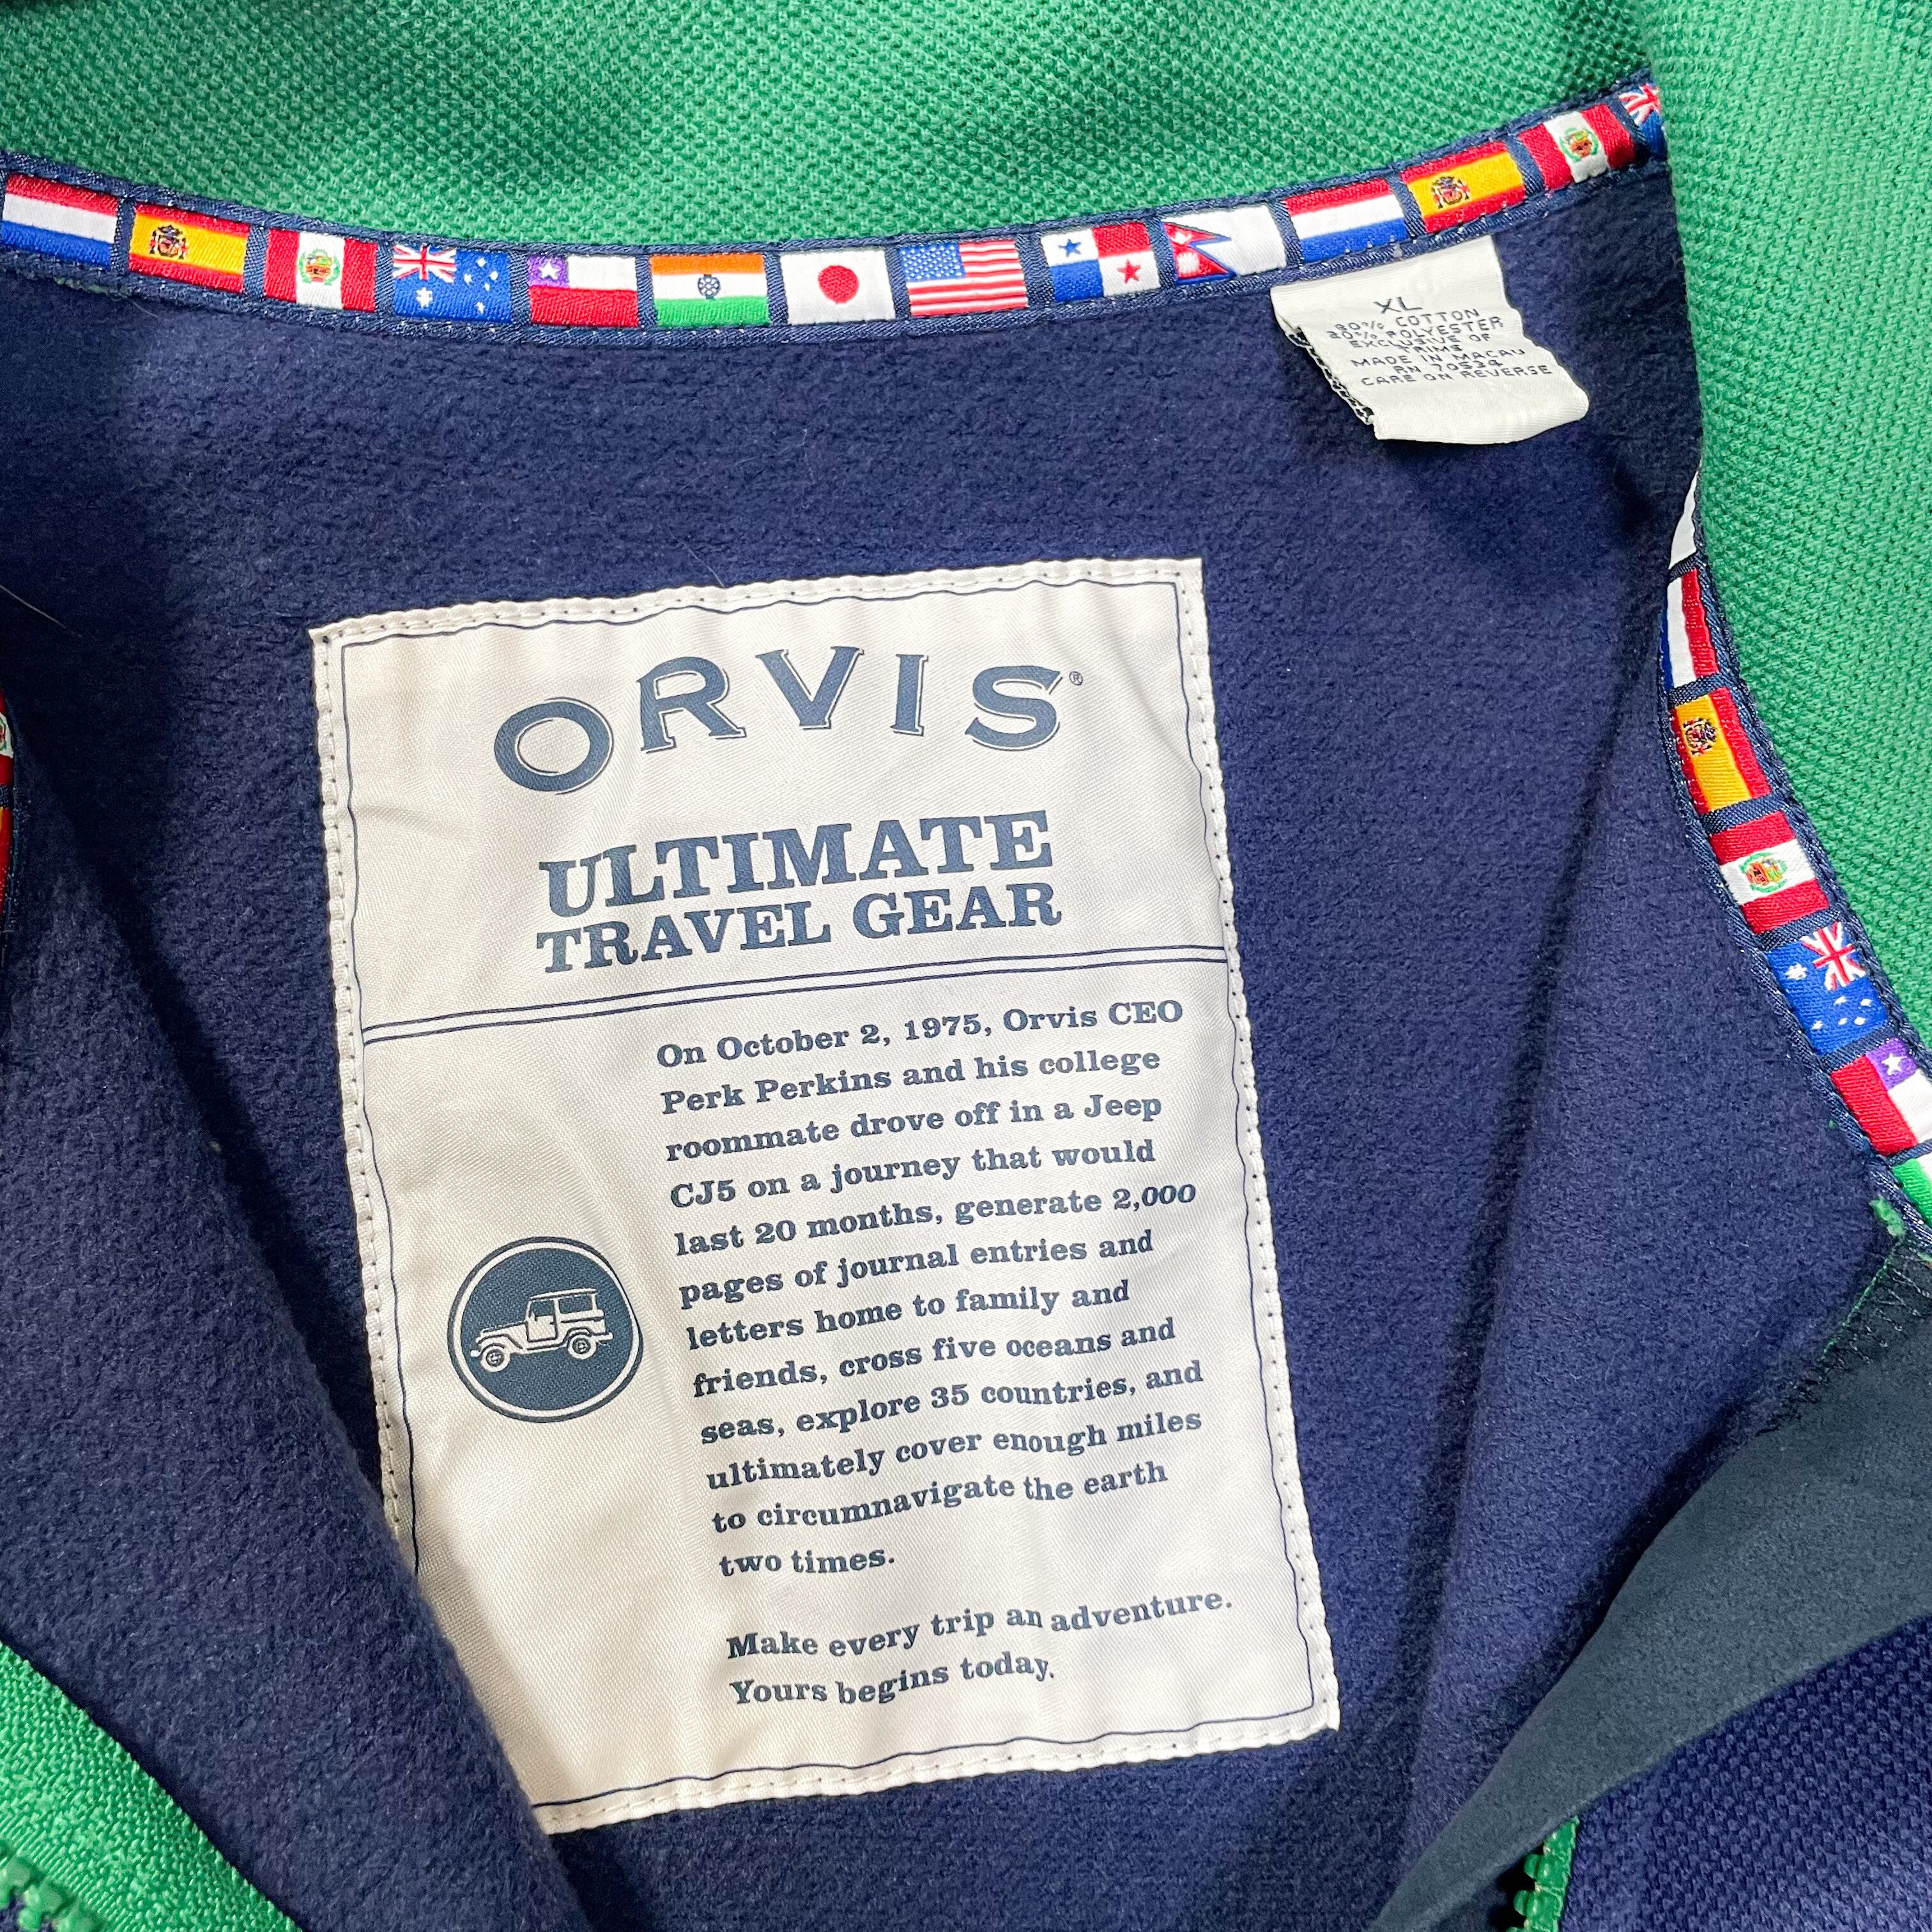 XL
80% COTTON
20% POLYESTER
EXCLUSIVE OF
TRIMS
MADE IN MACAU
RN 70534
CARE ON REVERSE
ORVIS®
ULTIMATE
TRAVEL GEAR
On October 2, 1975, Orvis CEO
Perk Perkins and his college
roommate drove off in a Jeep
CJ5 on a journey that would
last 20 months, generate 2,000
pages of journal entries and
letters home to family and
friends, cross five oceans and
seas, explore 35 countries, and
ultimately cover enough miles
to circumnavigate the earth
two times.
Make every trip an adventure.
Yours begins today.